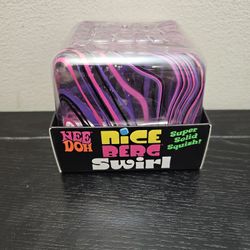 NEE DOH
NICE BERG
Swirl
Super Solid Squish!